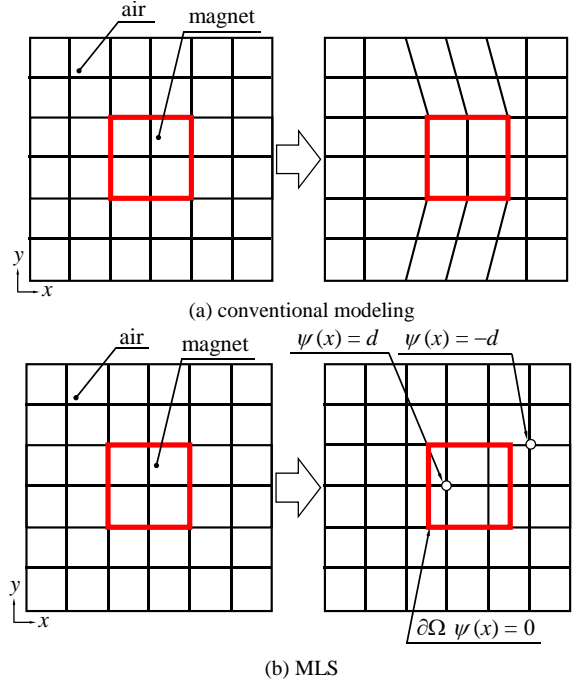 air
magnet
y
x
(a) conventional modeling
air
magnet
ψ(x) = d
ψ(x) = −d
y
x
∂Ω ψ(x) = 0
(b) MLS